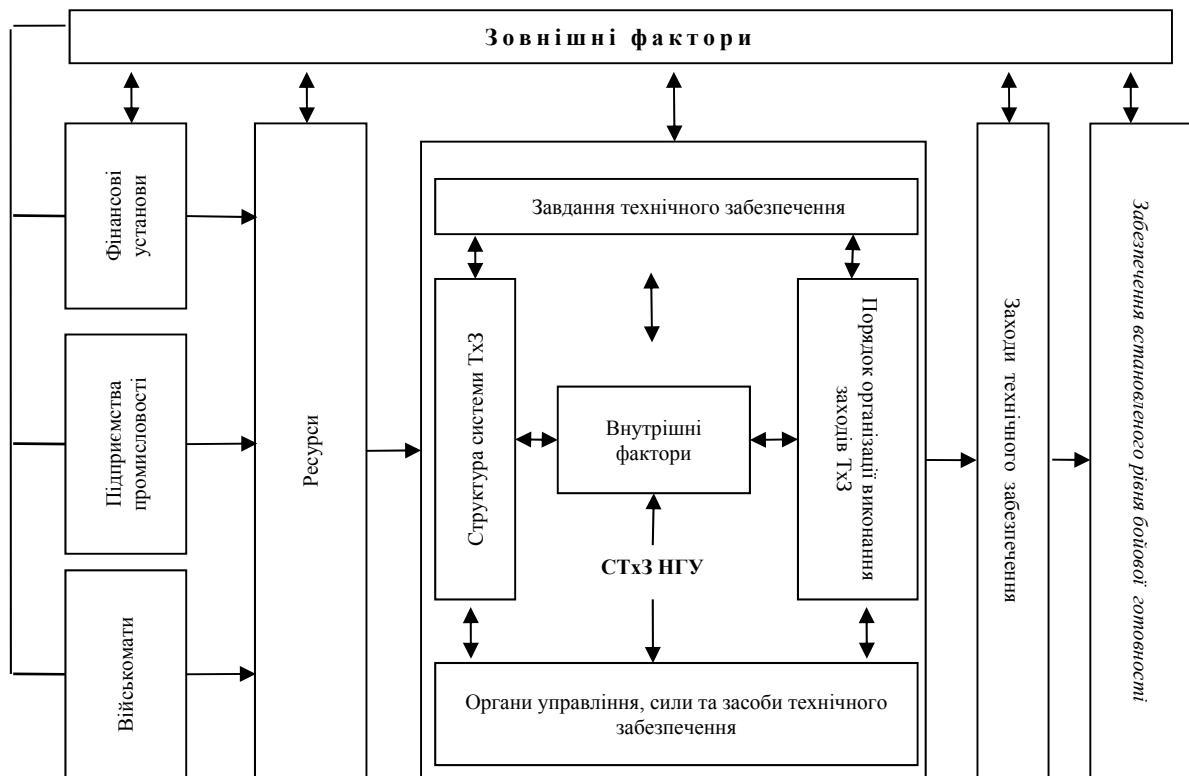 Зовнішні фактори
Фінансові
установи
Підприємства
промисловості
Військомати
Ресурси
Завдання технічного забезпечення
Структура системи ТхЗ
Внутрішні
фактори
Порядок організації виконання
заходів ТхЗ
СТхЗ НГУ
Органи управління, сили та засоби технічного
забезпечення
Заходи технічного забезпечення
Забезпечення встановленого рівня бойової готовності